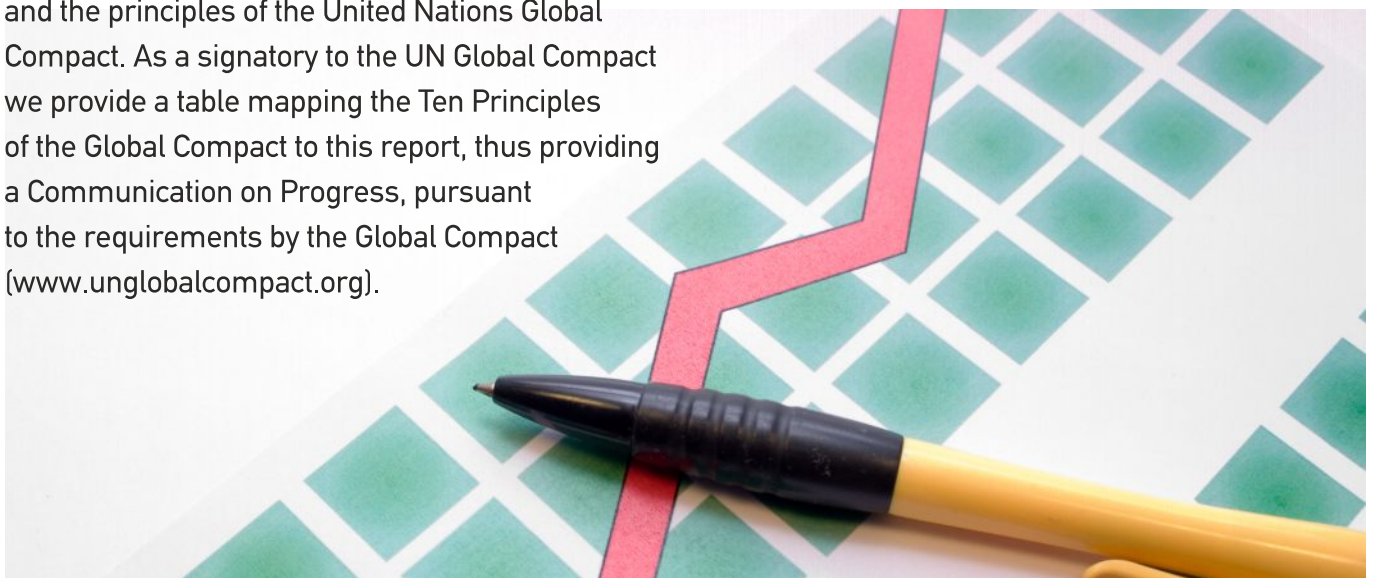 and the principles of the United Nations Global
Compact. As a signatory to the UN Global Compact
we provide a table mapping the Ten Principles
of the Global Compact to this report, thus providing
a Communication on Progress, pursuant
to the requirements by the Global Compact
(www.unglobalcompact.org).